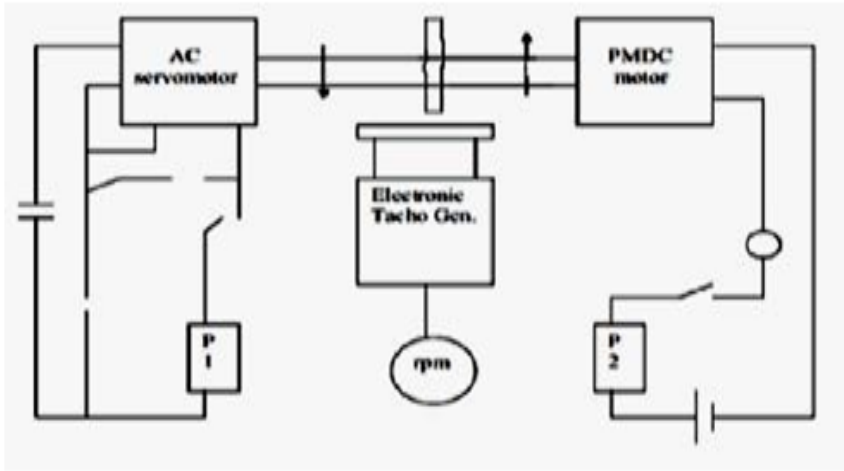 AC
servomotor
PMDC
motor
Electronic
Tacho Gen.
P
1
rpm
P
2